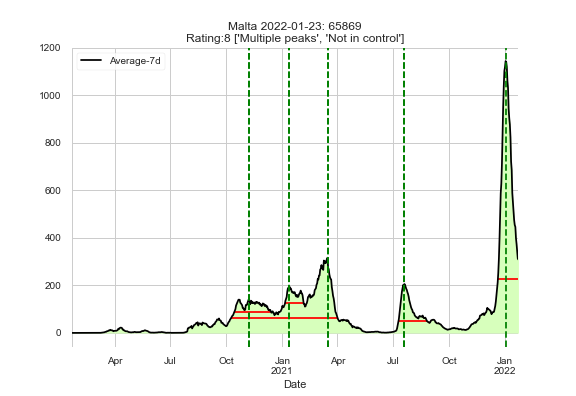 Malta 2022-01-23: 65869
Rating:8 ['Multiple peaks', 'Not in control']
Average-7d
1200
1000
800
600
400
200
0
Apr Jul Oct Jan Apr Jul Oct Jan
2021 2022
Date